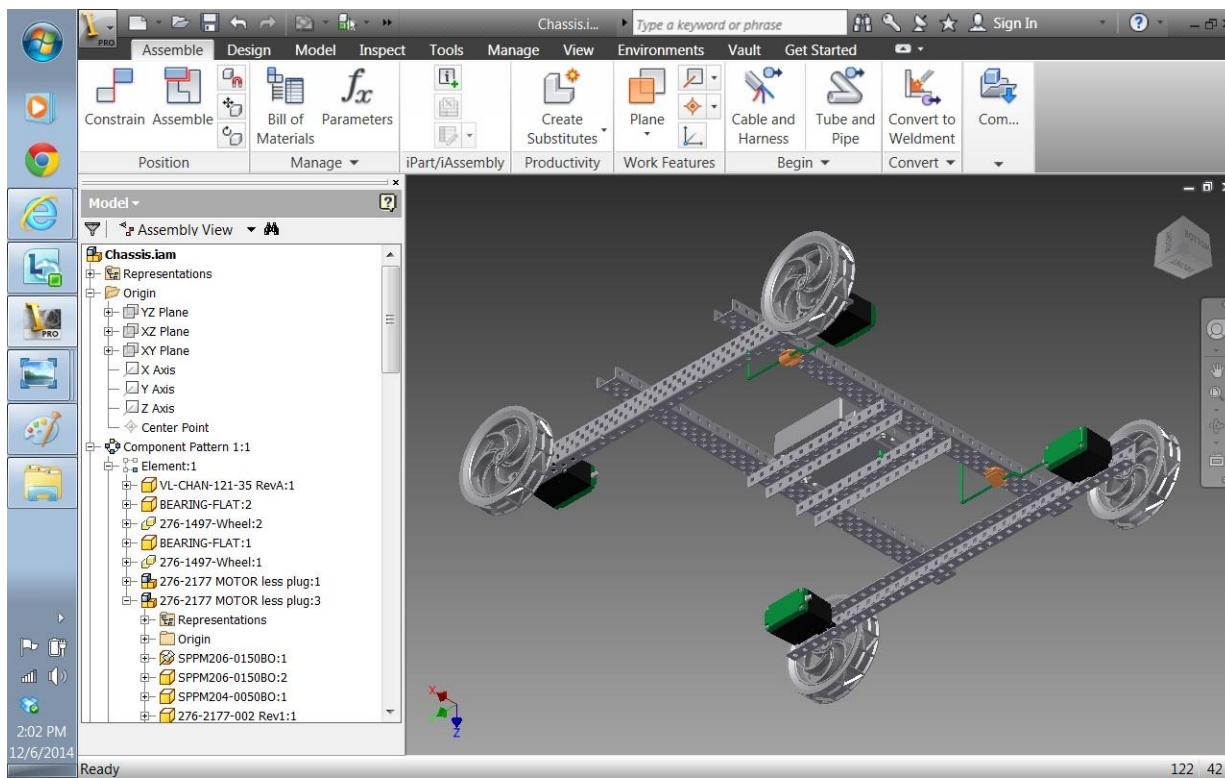 Chassis.i...
Type a keyword or phrase
Sign In
PRO
Assemble Design Model Inspect Tools Manage View Environments Vault Get Started
Constrain Assemble
Bill of Materials
Parameters
Create Substitutes
Plane
Cable and Harness
Tube and Pipe
Convert to Weldment
Com...
Position
Manage
iPart/iAssembly
Productivity
Work Features
Begin
Convert
Model
Assembly View
Chassis.iam
Representations
Origin
YZ Plane
XZ Plane
XY Plane
X Axis
Y Axis
Z Axis
Center Point
Component Pattern 1:1
Element:1
VL-CHAN-121-35 RevA:1
BEARING-FLAT:2
276-1497-Wheel:2
BEARING-FLAT:1
276-1497-Wheel:1
276-2177 MOTOR less plug:1
276-2177 MOTOR less plug:3
Representations
Origin
SPPM206-0150BO:1
SPPM206-0150BO:2
SPPM204-0050BO:1
276-2177-002 Rev1:1
PRO
BOTTOM
X
Z
2:02 PM
12/6/2014
Ready
122 42